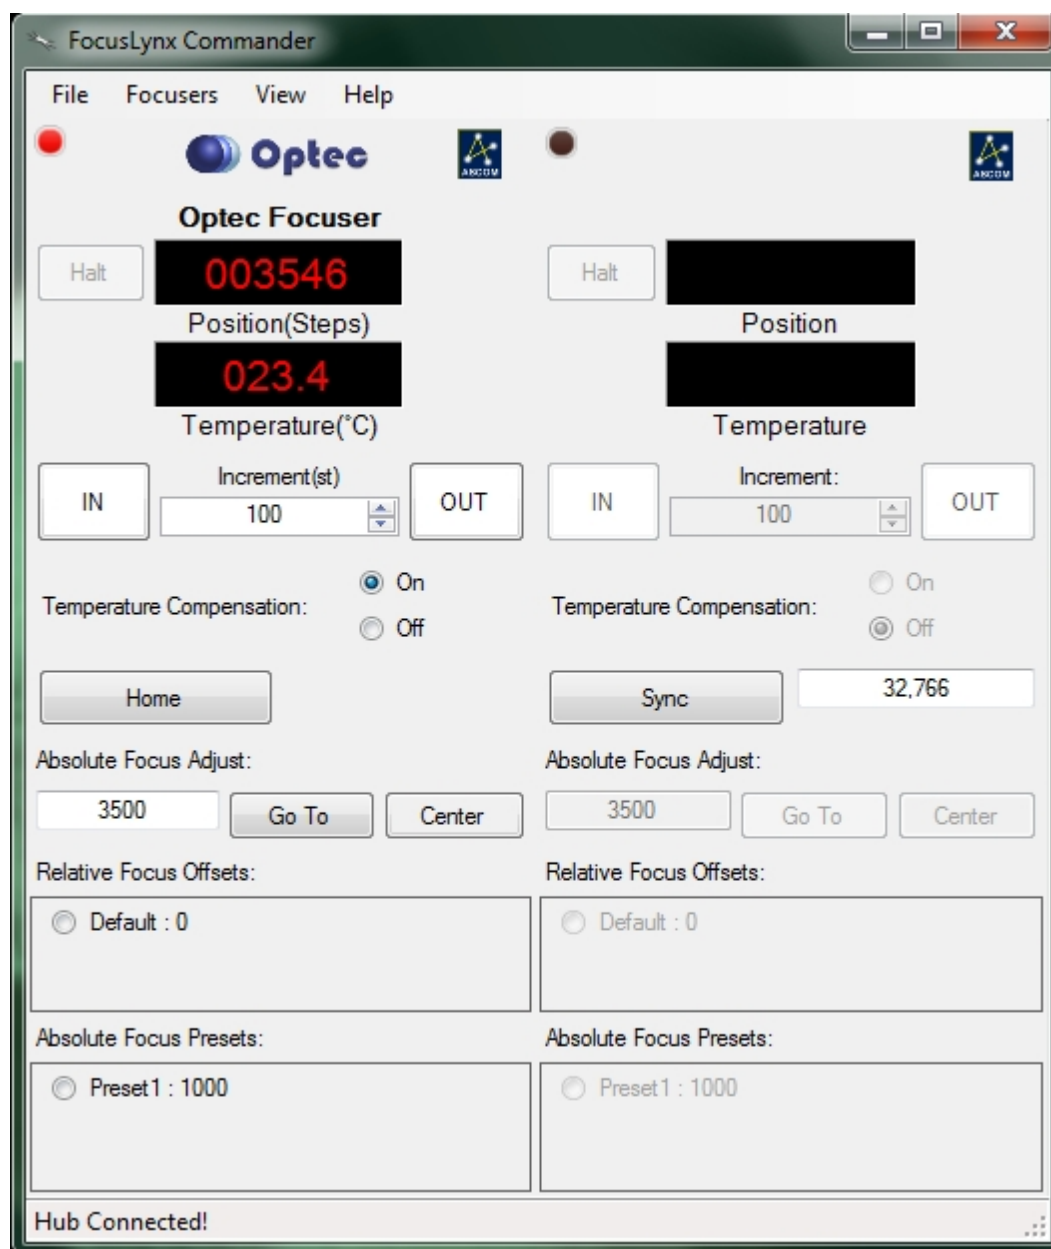 FocusLynx Commander
File Focusers View Help
Optec ASCOM ASCOM
Optec Focuser
Halt 003546 Halt
Position(Steps) Position
023.4
Temperature(°C) Temperature
Increment(st) Increment:
IN 100 OUT IN 100 OUT
On On
Temperature Compensation: Temperature Compensation:
Off Off
Home Sync 32,766
Absolute Focus Adjust: Absolute Focus Adjust:
3500 Go To Center 3500 Go To Center
Relative Focus Offsets: Relative Focus Offsets:
Default : 0 Default : 0
Absolute Focus Presets: Absolute Focus Presets:
Preset1 : 1000 Preset1 : 1000
Hub Connected!